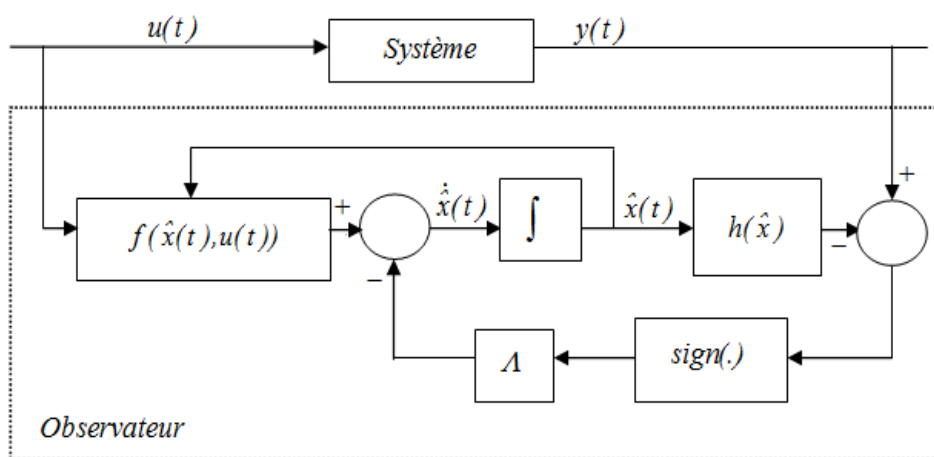 u(t)
Système
y(t)
f(x̂(t),u(t))
+
−
x̂̇(t)
∫
x̂(t)
h(x̂)
+
−
Λ
sign(.)
Observateur